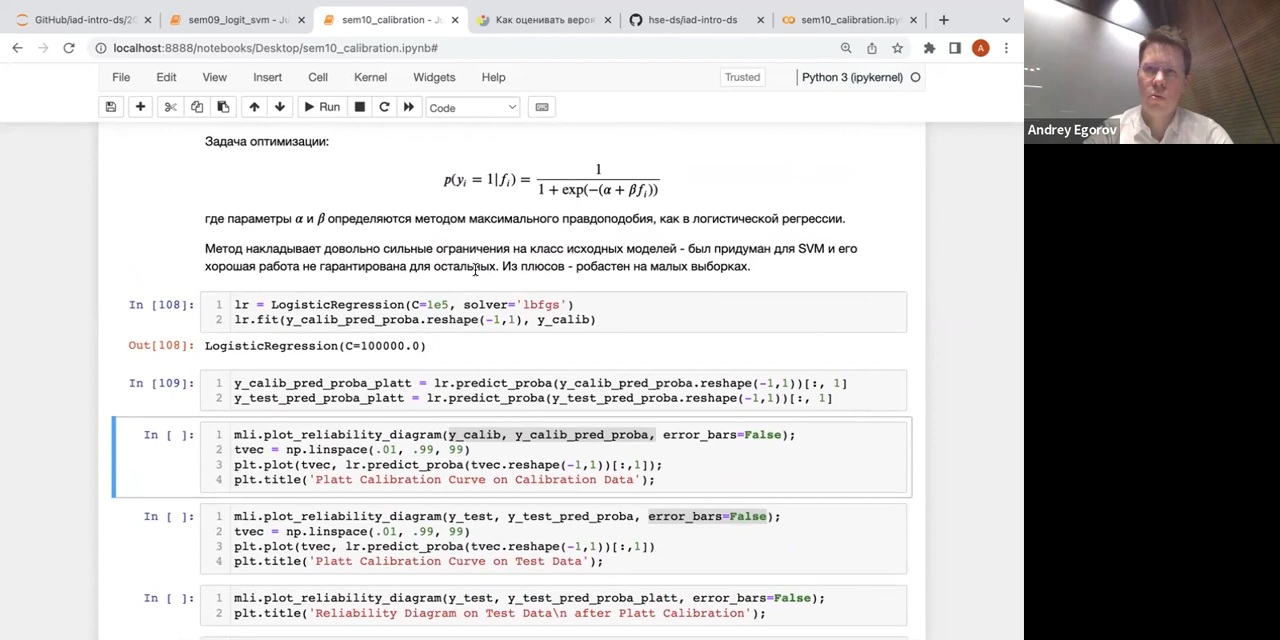 GitHub/iad-intro-ds/20
sem09_logit_svm - Ju
sem10_calibration - J
Как оценивать веро
hse-ds/iad-intro-ds
sem10_calibration.ipyn
localhost:8888/notebooks/Desktop/sem10_calibration.ipynb#
A
File Edit View Insert Cell Kernel Widgets Help
Trusted
Python 3 (ipykernel)
Run
Code
Andrey Egorov
Задача оптимизации:
p(y_i = 1|f_i) = 1 / (1 + exp(−(α + βf_i)))
где параметры α и β определяются методом максимального правдоподобия, как в логистической регрессии.
Метод накладывает довольно сильные ограничения на класс исходных моделей - был придуман для SVM и его
хорошая работа не гарантирована для остальных. Из плюсов - робастен на малых выборках.
In [108]:
1 lr = LogisticRegression(C=1e5, solver='lbfgs')
2 lr.fit(y_calib_pred_proba.reshape(-1,1), y_calib)
Out[108]: LogisticRegression(C=100000.0)
In [109]:
1 y_calib_pred_proba_platt = lr.predict_proba(y_calib_pred_proba.reshape(-1,1))[:, 1]
2 y_test_pred_proba_platt = lr.predict_proba(y_test_pred_proba.reshape(-1,1))[:, 1]
In [ ]:
1 mli.plot_reliability_diagram(y_calib, y_calib_pred_proba, error_bars=False);
2 tvec = np.linspace(.01, .99, 99)
3 plt.plot(tvec, lr.predict_proba(tvec.reshape(-1,1))[:,1]);
4 plt.title('Platt Calibration Curve on Calibration Data');
In [ ]:
1 mli.plot_reliability_diagram(y_test, y_test_pred_proba, error_bars=False);
2 tvec = np.linspace(.01, .99, 99)
3 plt.plot(tvec, lr.predict_proba(tvec.reshape(-1,1))[:,1])
4 plt.title('Platt Calibration Curve on Test Data');
In [ ]:
1 mli.plot_reliability_diagram(y_test, y_test_pred_proba_platt, error_bars=False);
2 plt.title('Reliability Diagram on Test Data\n after Platt Calibration');